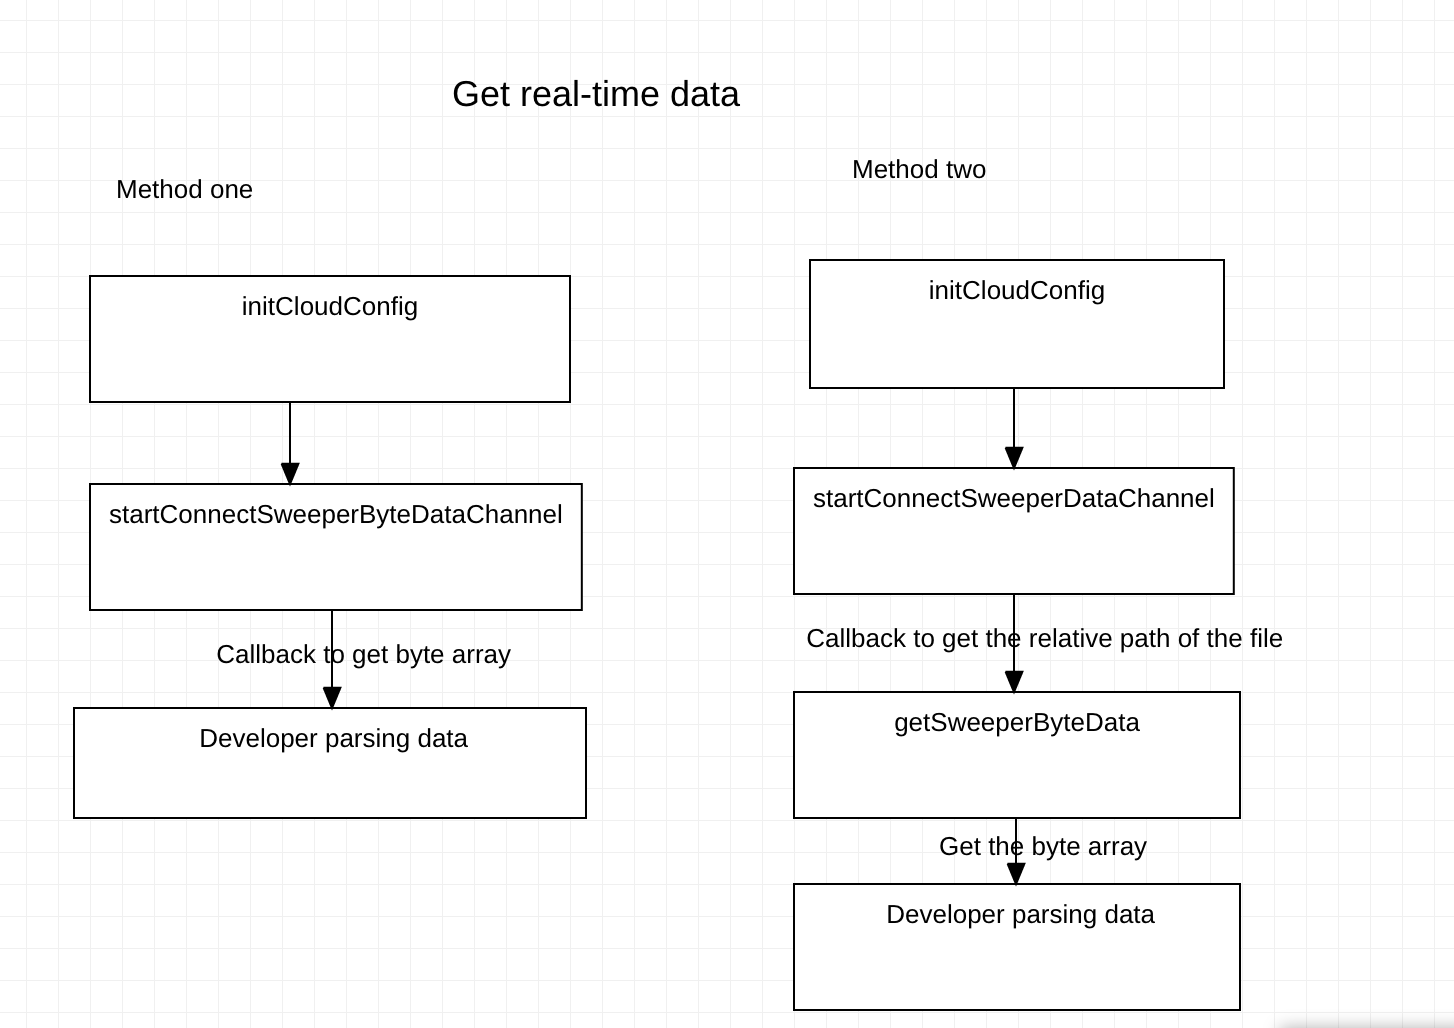 Get real-time data
Method one
initCloudConfig
startConnectSweeperByteDataChannel
Callback to get byte array
Developer parsing data
Method two
initCloudConfig
startConnectSweeperDataChannel
Callback to get the relative path of the file
getSweeperByteData
Get the byte array
Developer parsing data